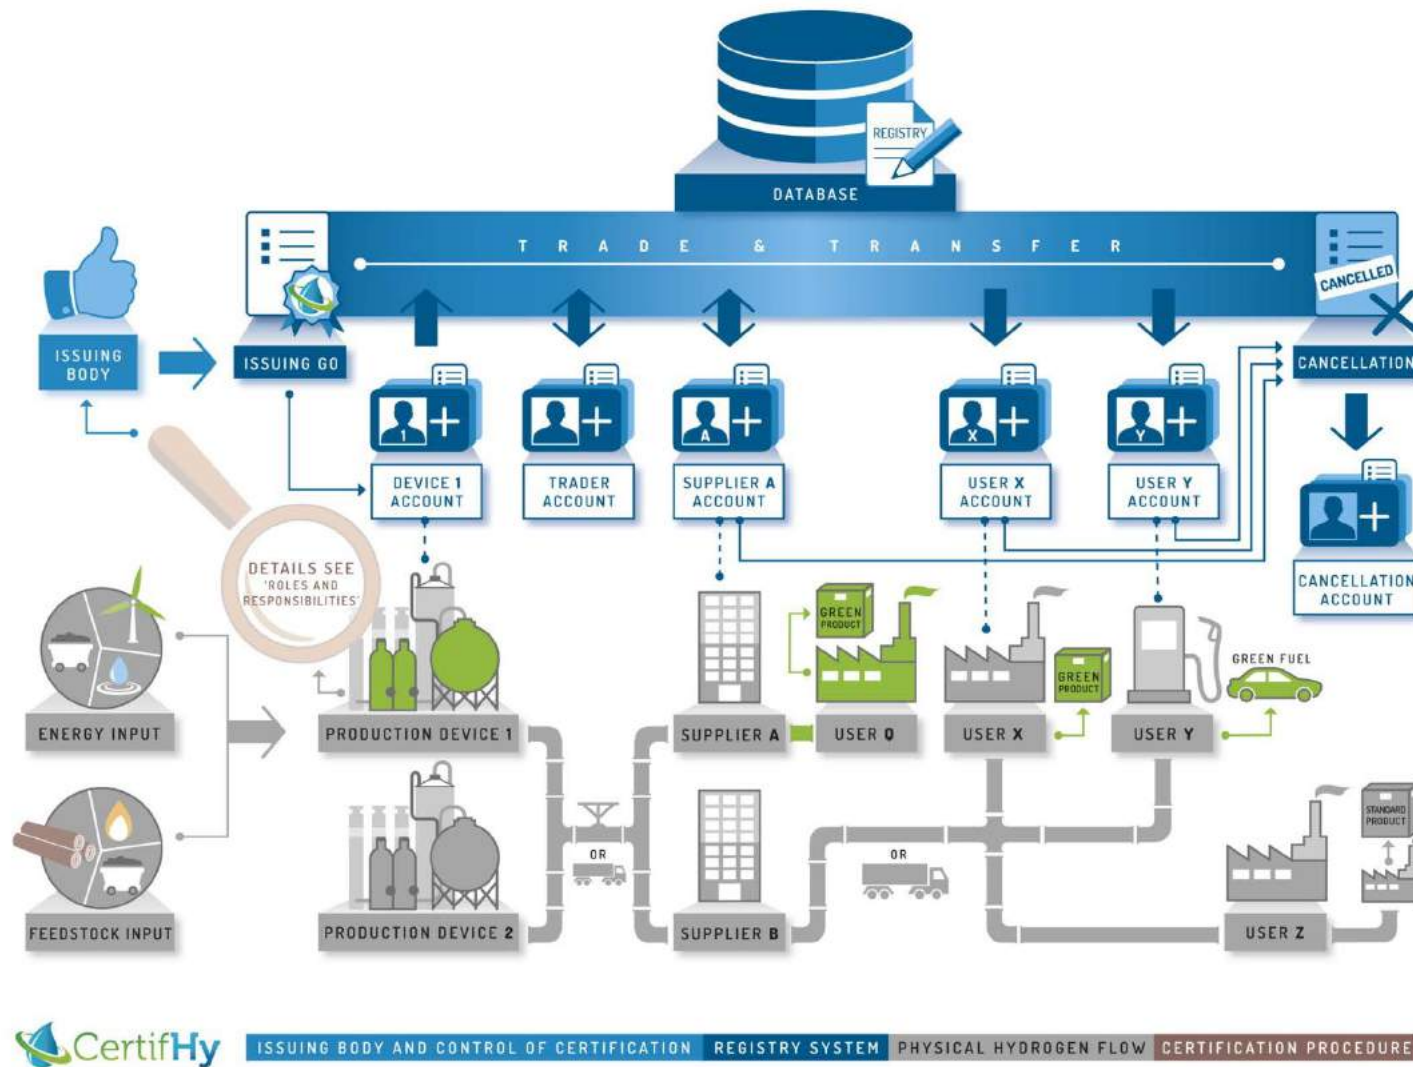 REGISTRY
DATABASE
TRADE & TRANSFER
CANCELLED
ISSUING
BODY
ISSUING GO
CANCELLATION
1
A
X
Y
DEVICE 1
ACCOUNT
TRADER
ACCOUNT
SUPPLIER A
ACCOUNT
USER X
ACCOUNT
USER Y
ACCOUNT
CANCELLATION
ACCOUNT
DETAILS SEE
'ROLES AND
RESPONSIBILITIES'
GREEN
PRODUCT
GREEN
PRODUCT
GREEN FUEL
ENERGY INPUT
PRODUCTION DEVICE 1
SUPPLIER A
USER Q
USER X
USER Y
STANDARD
PRODUCT
OR
OR
FEEDSTOCK INPUT
PRODUCTION DEVICE 2
SUPPLIER B
USER Z
CertifHy
ISSUING BODY AND CONTROL OF CERTIFICATION
REGISTRY SYSTEM
PHYSICAL HYDROGEN FLOW
CERTIFICATION PROCEDURE